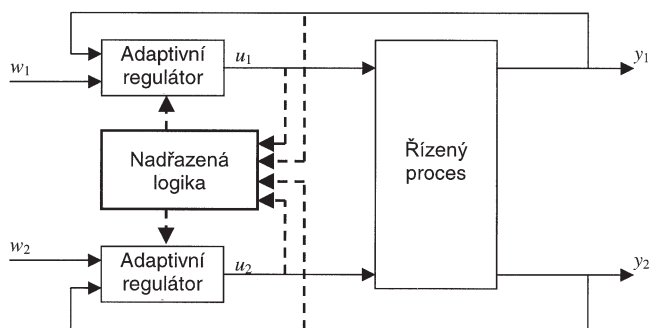 w1
Adaptivní
regulátor
u1
y1
Nadřazená
logika
Řízený
proces
w2
Adaptivní
regulátor
u2
y2